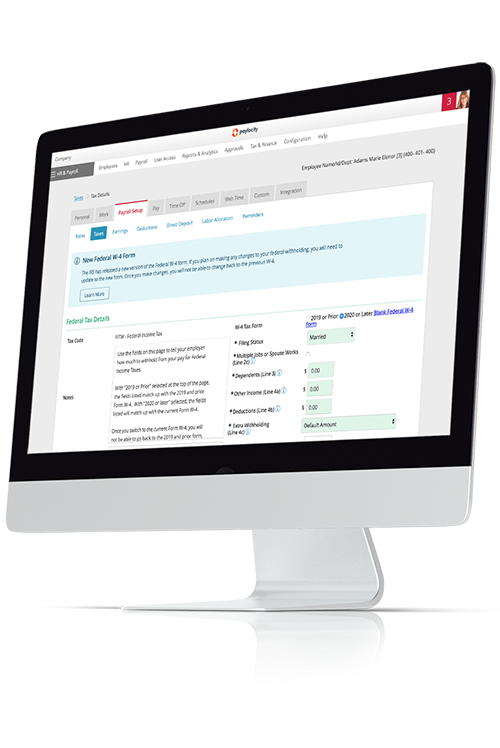 3
paylocity
Company
HR & Payroll
Employees HR Payroll User Access Reports & Analytics Approvals Tax & Finance Configuration Help
Employee Name/Id/Dept: Adams Marie Elenor [3] (400- 401- 400)
Taxes > Tax Details
Personal Work Payroll Setup Pay Time Off Schedules Web Time Custom Integration
Rates Taxes Earnings Deductions Direct Deposit Labor Allocation Reminders
New Federal W-4 Form
The IRS has released a new version of the Federal W-4 form. If you plan on making any changes to your federal withholding, you will need to
update to the new form. Once you make changes, you will not be able to change back to the previous W-4.
Learn More
Federal Tax Details
Tax Code FITW - Federal Income Tax
Notes
Use the fields on this page to tell your employer
how much to withhold from your pay for Federal
Income Taxes.
With "2019 or Prior" selected at the top of the page,
the fields listed match up with the 2019 and prior
Form W-4. With "2020 or later" selected, the fields
listed will match up with the current Form W-4.
Once you switch to the current Form W-4, you will
not be able to go back to the 2019 and prior form,
W-4 Tax Form 2019 or Prior 2020 or Later Blank Federal W-4
Form
* Filing Status Married
* Multiple Jobs or Spouse Works
(Line 2c)
* Dependents (Line 3) $ 0.00
* Other Income (Line 4a) $ 0.00
* Deductions (Line 4b) $ 0.00
* Extra Withholding
(Line 4c) Default Amount